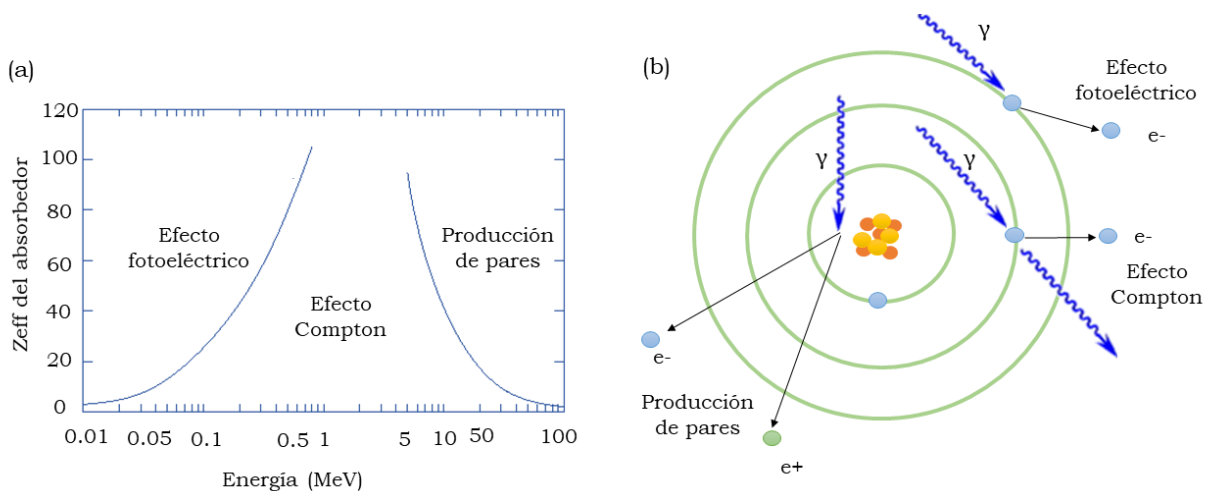 (a)
120
100
80
60
40
20
0
Zeff del absorbedor
Efecto
fotoeléctrico
Efecto
Compton
Producción
de pares
0.01 0.05 0.1 0.5 1 5 10 50 100
Energía (MeV)
(b)
γ
Efecto
fotoeléctrico
e-
γ
γ
e-
Efecto
Compton
e-
Producción
de pares
e+